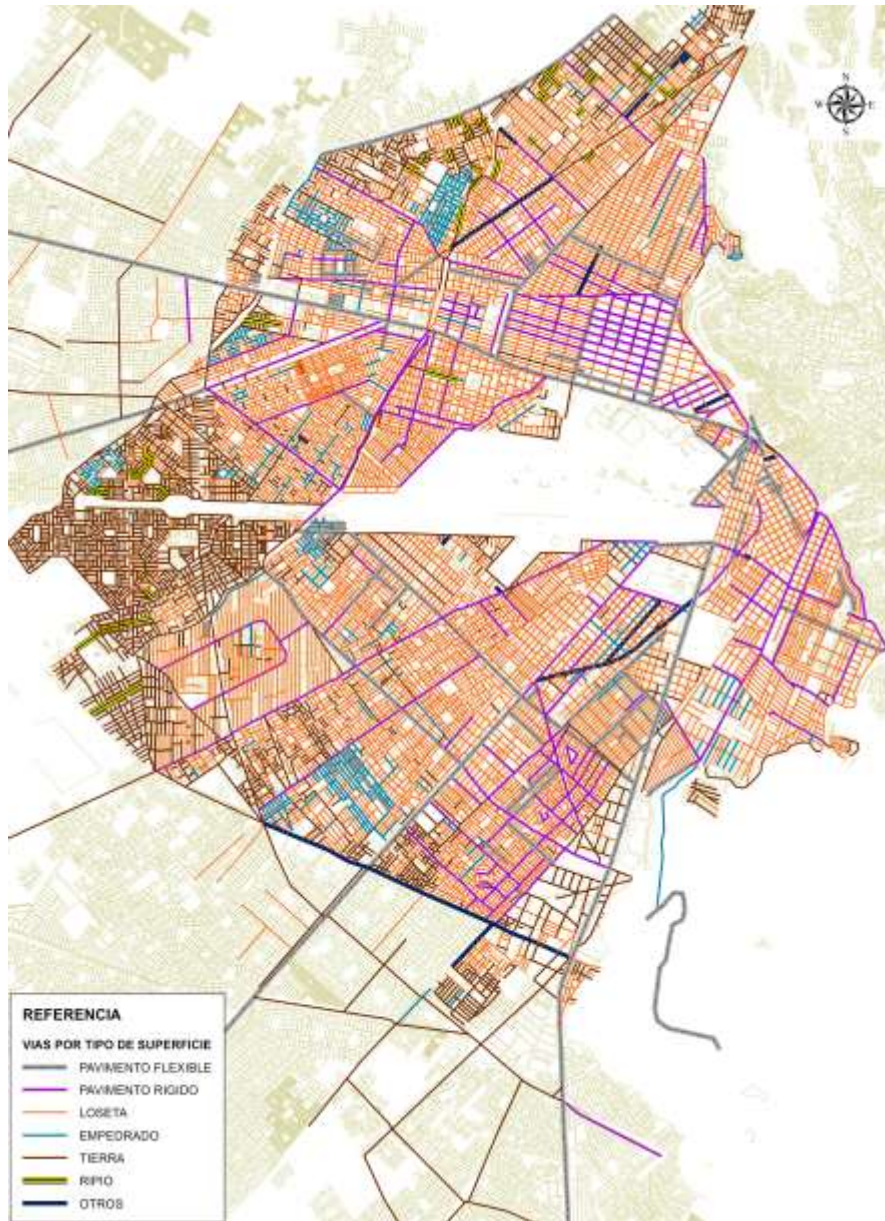 N
W E
S
REFERENCIA
VIAS POR TIPO DE SUPERFICIE
PAVIMENTO FLEXIBLE
PAVIMENTO RIGIDO
LOSETA
EMPEDRADO
TIERRA
RIPIO
OTROS